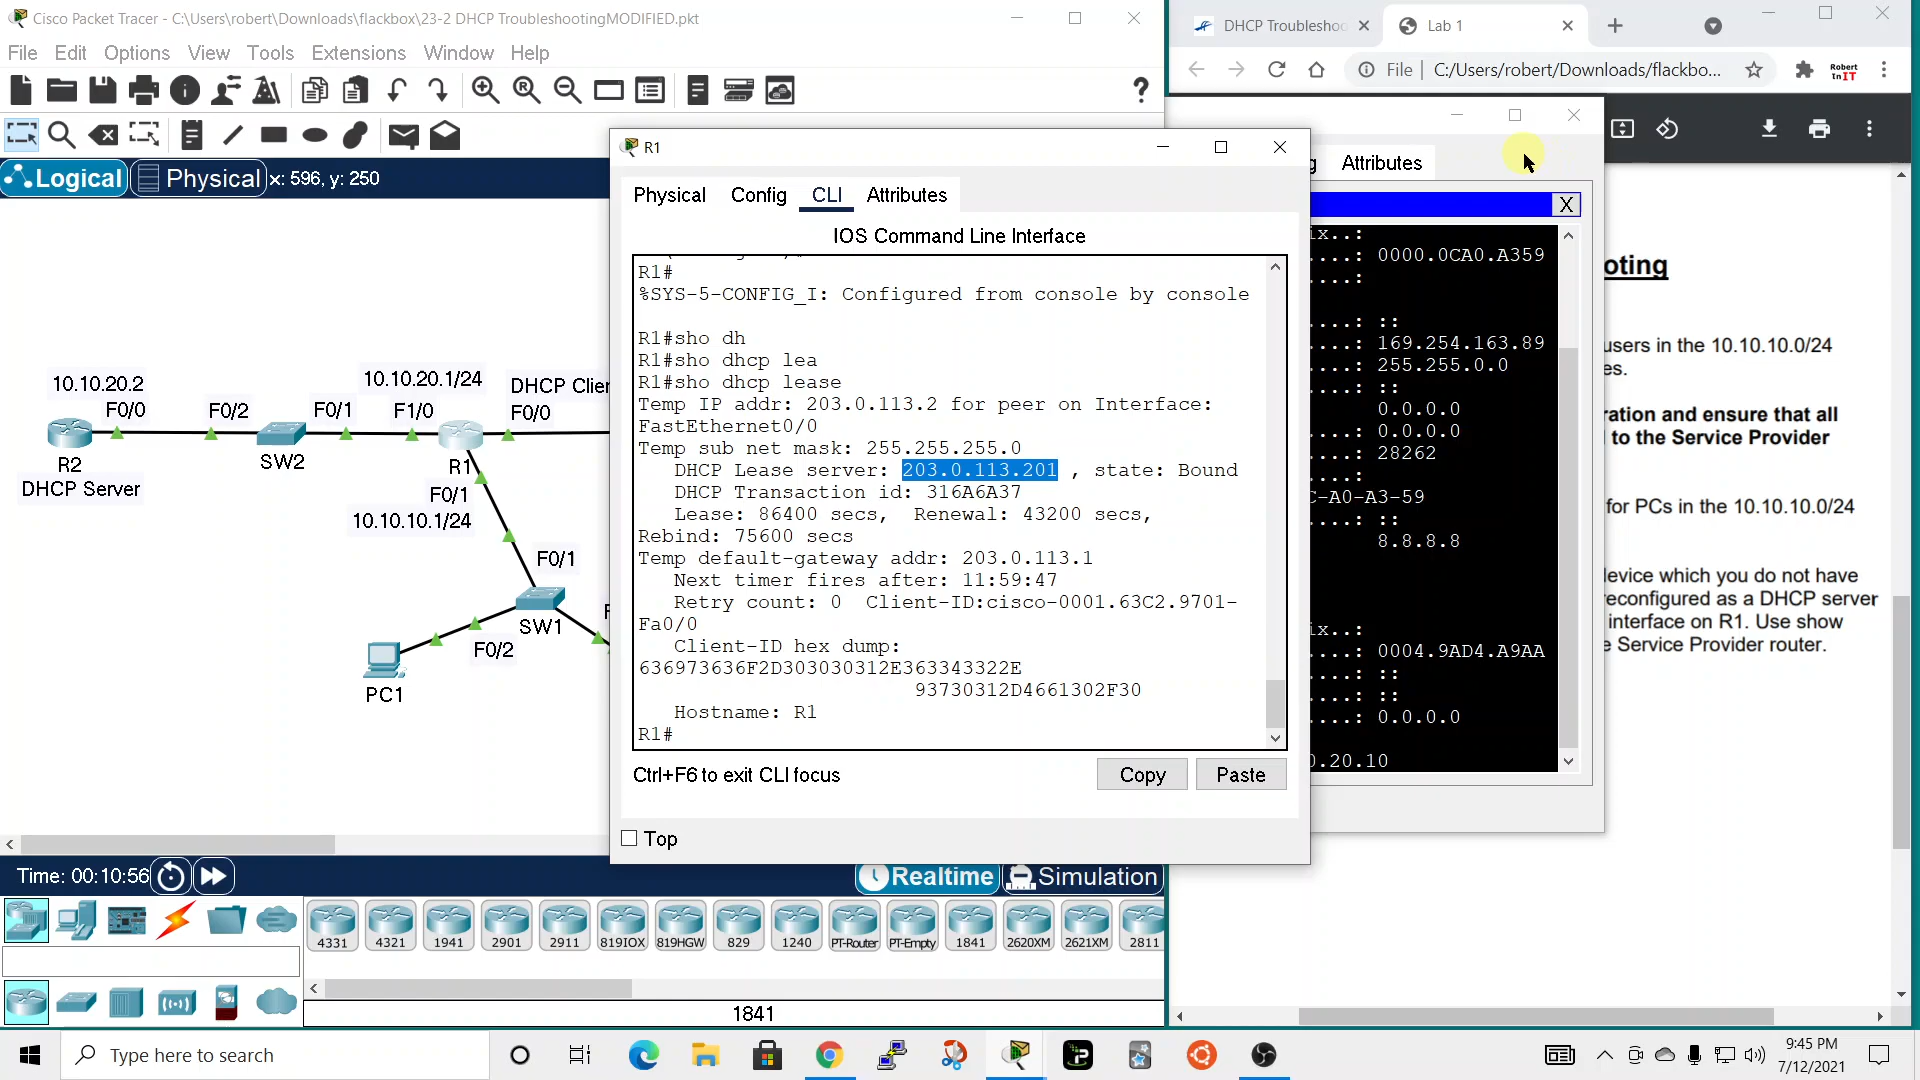 Cisco Packet Tracer - C:\Users\robert\Downloads\flackbox\23-2 DHCP TroubleshootingMODIFIED.pkt
File Edit Options View Tools Extensions Window Help
Logical Physical x: 596, y: 250
10.10.20.2
F0/0
F0/2
F0/1
10.10.20.1/24
F1/0
DHCP Clien
F0/0
R2
DHCP Server
SW2
R1
F0/1
10.10.10.1/24
F0/1
SW1
F0/2
PC1
R1
Physical Config CLI Attributes
IOS Command Line Interface
R1#
%SYS-5-CONFIG_I: Configured from console by console
R1#sho dh
R1#sho dhcp lea
R1#sho dhcp lease
Temp IP addr: 203.0.113.2 for peer on Interface:
FastEthernet0/0
Temp sub net mask: 255.255.255.0
DHCP Lease server: 203.0.113.201 , state: Bound
DHCP Transaction id: 316A6A37
Lease: 86400 secs, Renewal: 43200 secs,
Rebind: 75600 secs
Temp default-gateway addr: 203.0.113.1
Next timer fires after: 11:59:47
Retry count: 0 Client-ID:cisco-0001.63C2.9701-
Fa0/0
Client-ID hex dump:
636973636F2D303030312E363343322E
93730312D4661302F30
Hostname: R1
R1#
Ctrl+F6 to exit CLI focus
Copy Paste
Top
DHCP Troubleshoo
Lab 1
File C:/Users/robert/Downloads/flackbo...
Robert
InIT
g Attributes
X
ix..:
....: 0000.0CA0.A359
....:
....: ::
....: 169.254.163.89
....: 255.255.0.0
....: ::
0.0.0.0
....: 0.0.0.0
....: 28262
....:
C-A0-A3-59
....: ::
8.8.8.8
ix..:
....: 0004.9AD4.A9AA
....: ::
....: ::
....: 0.0.0.0
0.20.10
oting
users in the 10.10.10.0/24
es.
ration and ensure that all
to the Service Provider
for PCs in the 10.10.10.0/24
device which you do not have
reconfigured as a DHCP server
interface on R1. Use show
e Service Provider router.
Time: 00:10:56
Realtime Simulation
4331 4321 1941 2901 2911 819IOX 819HGW 829 1240 PT-Router PT-Empty 1841 2620XM 2621XM 2811
1841
Type here to search
9:45 PM
7/12/2021